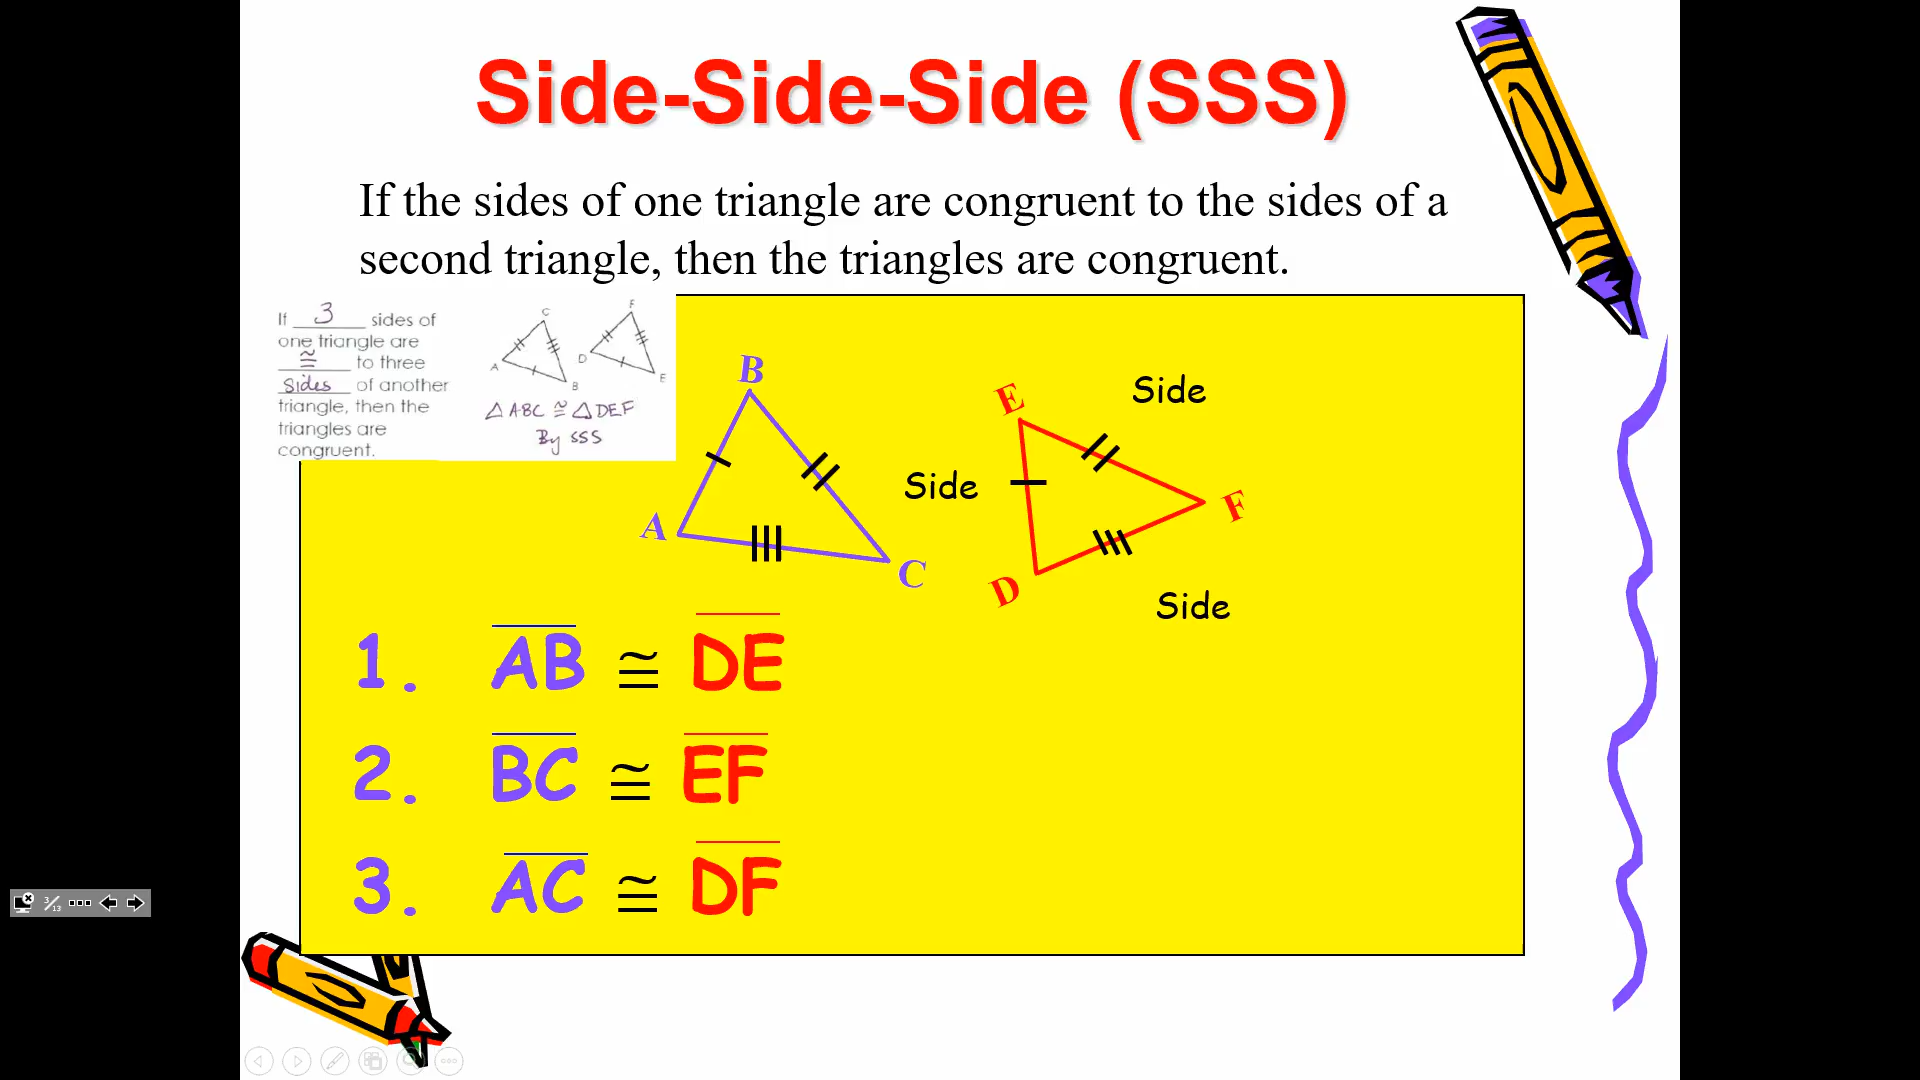 Side-Side-Side (SSS)
If the sides of one triangle are congruent to the sides of a
second triangle, then the triangles are congruent.
If 3 sides of
one triangle are
≅ to three
sides of another
triangle, then the
triangles are
congruent.
C
A
B
F
D
E
△ABC ≅ △DEF
By SSS
B
A
C
E
F
D
Side
Side
Side
1. AB ≅ DE
2. BC ≅ EF
3. AC ≅ DF
3/13